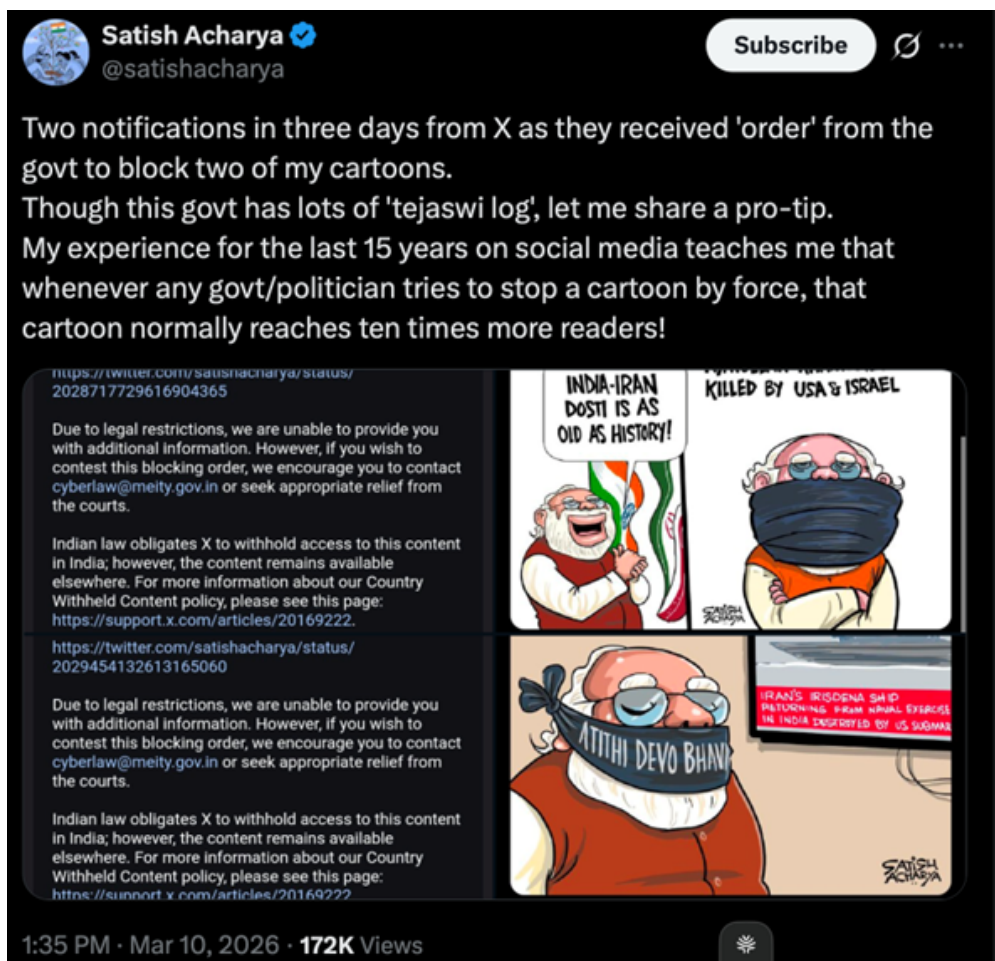 Satish Acharya
@satishacharya
Subscribe
Two notifications in three days from X as they received 'order' from the
govt to block two of my cartoons.
Though this govt has lots of 'tejaswi log', let me share a pro-tip.
My experience for the last 15 years on social media teaches me that
whenever any govt/politician tries to stop a cartoon by force, that
cartoon normally reaches ten times more readers!
https://twitter.com/satishacharya/status/
2028717729616904365
Due to legal restrictions, we are unable to provide you
with additional information. However, if you wish to
contest this blocking order, we encourage you to contact
cyberlaw@meity.gov.in or seek appropriate relief from
the courts.
Indian law obligates X to withhold access to this content
in India; however, the content remains available
elsewhere. For more information about our Country
Withheld Content policy, please see this page:
https://support.x.com/articles/20169222.
INDIA-IRAN
DOSTI IS AS
OLD AS HISTORY!
KILLED BY USA & ISRAEL
SATISH
ACHARYA
https://twitter.com/satishacharya/status/
2029454132613165060
Due to legal restrictions, we are unable to provide you
with additional information. However, if you wish to
contest this blocking order, we encourage you to contact
cyberlaw@meity.gov.in or seek appropriate relief from
the courts.
Indian law obligates X to withhold access to this content
in India; however, the content remains available
elsewhere. For more information about our Country
Withheld Content policy, please see this page:
https://support.x.com/articles/20169222
ATITHI DEVO BHAV
IRAN'S IRISDENA SHIP
RETURNING FROM NAVAL EXERCISE
IN INDIA DESTROYED BY US SUBMAR
SATISH
ACHARYA
1:35 PM · Mar 10, 2026 · 172K Views